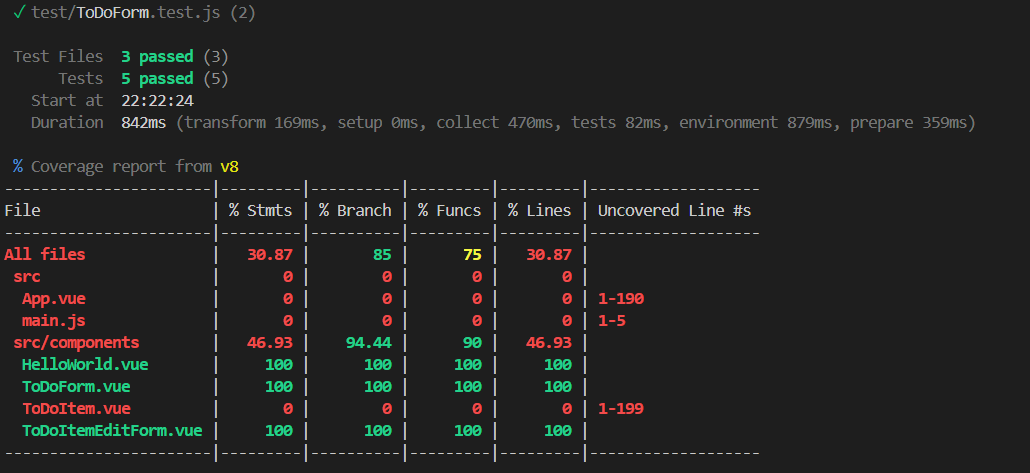 ✓ test/ToDoForm.test.js (2)
Test Files  3 passed (3)
Tests  5 passed (5)
Start at  22:22:24
Duration  842ms (transform 169ms, setup 0ms, collect 470ms, tests 82ms, environment 879ms, prepare 359ms)
% Coverage report from v8
-----------------------|---------|----------|---------|---------|-------------------
File                   | % Stmts | % Branch | % Funcs | % Lines | Uncovered Line #s
-----------------------|---------|----------|---------|---------|-------------------
All files              |   30.87 |       85 |      75 |   30.87 |
 src                   |       0 |        0 |       0 |       0 |
  App.vue              |       0 |        0 |       0 |       0 | 1-190
  main.js              |       0 |        0 |       0 |       0 | 1-5
 src/components        |   46.93 |    94.44 |      90 |   46.93 |
  HelloWorld.vue       |     100 |      100 |     100 |     100 |
  ToDoForm.vue         |     100 |      100 |     100 |     100 |
  ToDoItem.vue         |       0 |        0 |       0 |       0 | 1-199
  ToDoItemEditForm.vue |     100 |      100 |     100 |     100 |
-----------------------|---------|----------|---------|---------|-------------------